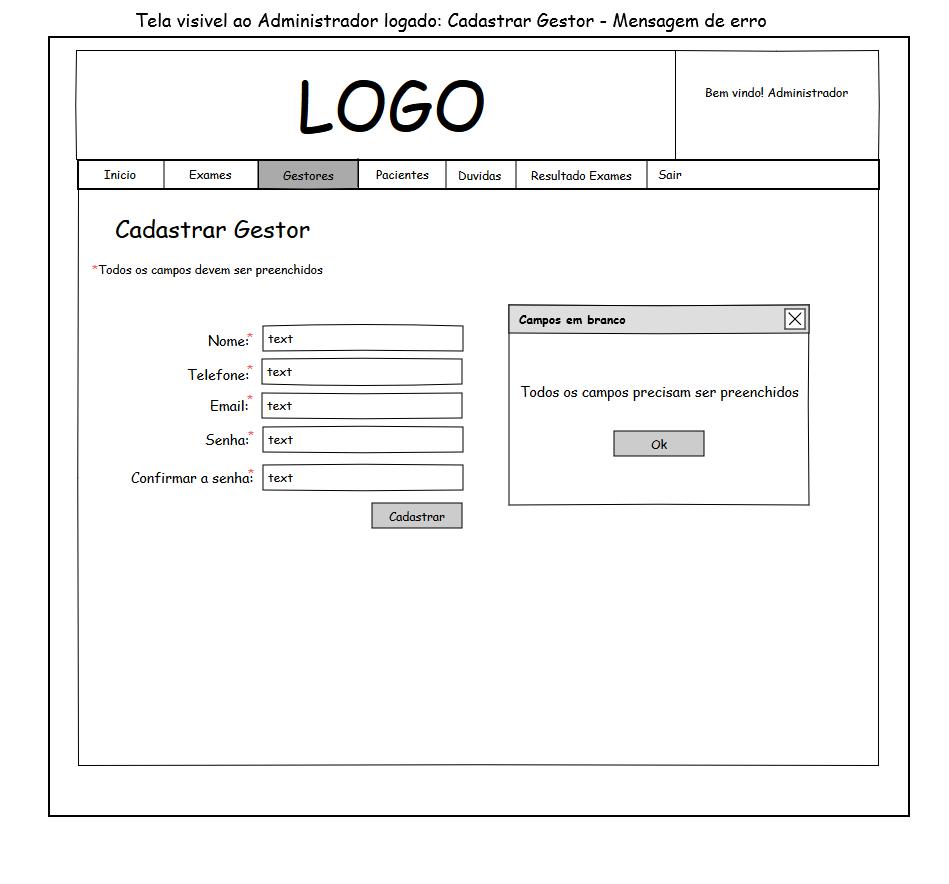 Tela visivel ao Administrador logado: Cadastrar Gestor - Mensagem de erro
LOGO
Bem vindo! Administrador
Inicio Exames Gestores Pacientes Duvidas Resultado Exames Sair
Cadastrar Gestor
*Todos os campos devem ser preenchidos
Nome:* text
Telefone:* text
Email:* text
Senha:* text
Confirmar a senha:* text
Cadastrar
Campos em branco
Todos os campos precisam ser preenchidos
Ok